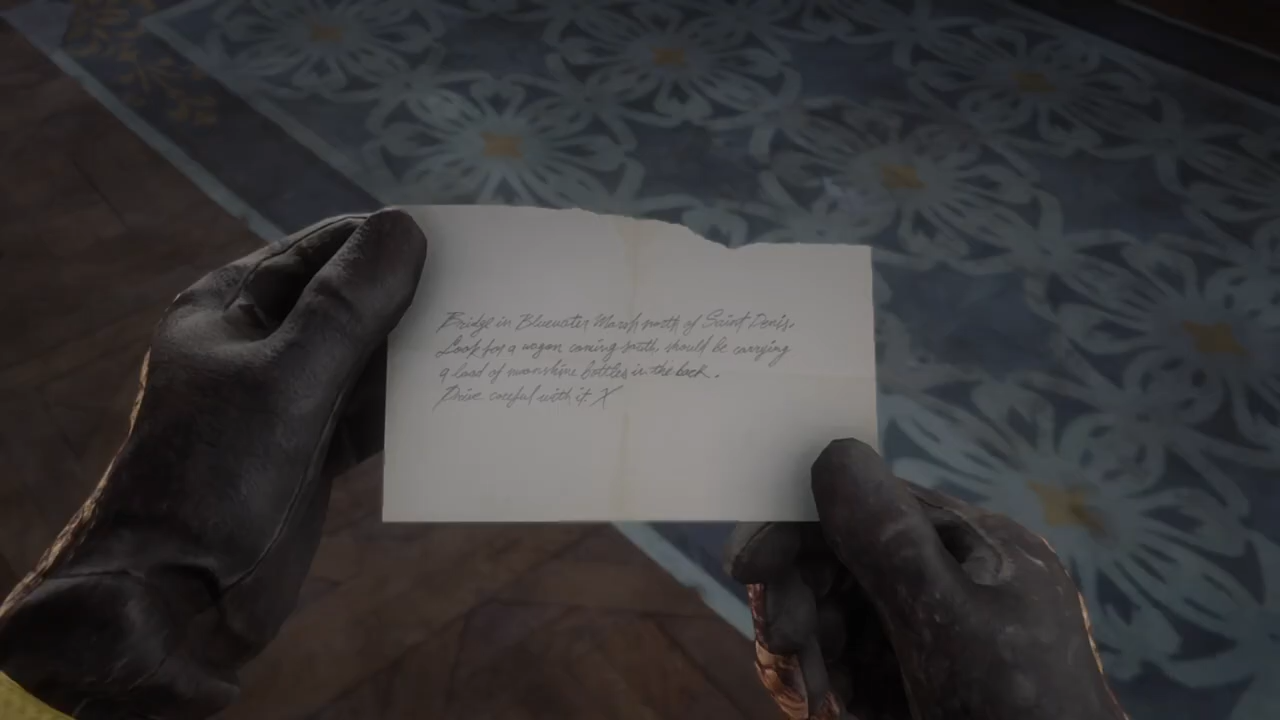 Bridge in Bluewater Marsh north of Saint Denis.
Look for a wagon coming south, should be carrying
a load of moonshine bottles in the back.
Drive careful with it X